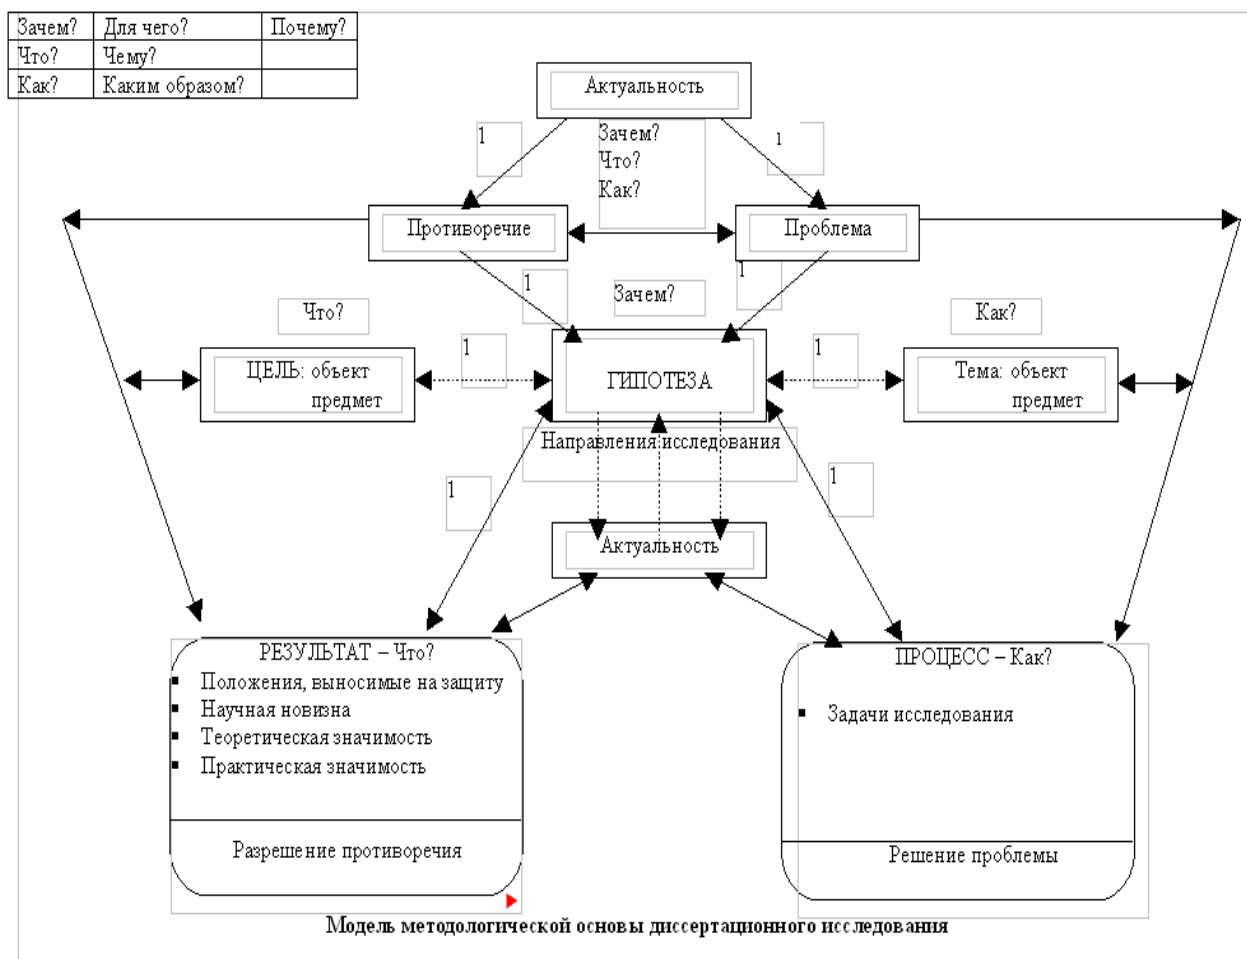 Зачем? Для чего? Почему?
Что? Чему?
Как? Каким образом?
Актуальность
1
Зачем?
Что?
Как?
1
Противоречие
Проблема
1
Зачем?
1
Что?
Как?
1
1
ЦЕЛЬ: объект
предмет
ГИПОТЕЗА
Тема: объект
предмет
Направления исследования
1
1
Актуальность
РЕЗУЛЬТАТ – Что?
▪ Положения, выносимые на защиту
▪ Научная новизна
▪ Теоретическая значимость
▪ Практическая значимость
Разрешение противоречия
ПРОЦЕСС – Как?
▪ Задачи исследования
Решение проблемы
Модель методологической основы диссертационного исследования